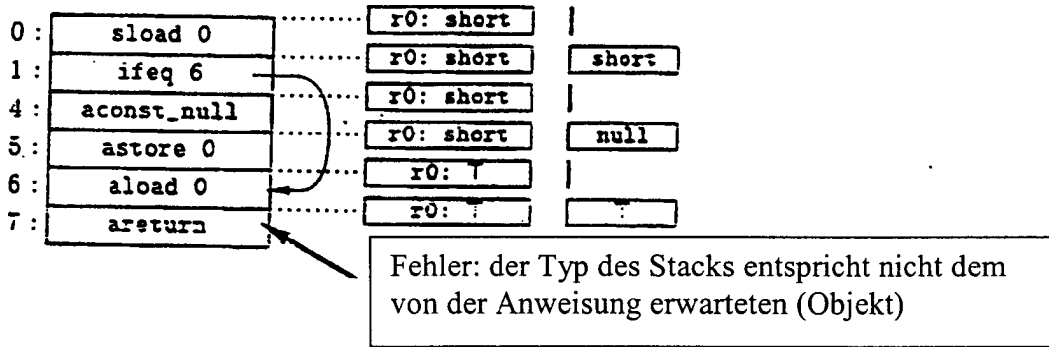 0 : sload 0 r0: short
1 : ifeq 6 r0: short short
4 : aconst_null r0: short
5 : astore 0 r0: short null
6 : aload 0 r0: T
7 : areturn r0: T T
Fehler: der Typ des Stacks entspricht nicht dem
von der Anweisung erwarteten (Objekt)